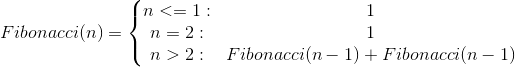 n <= 1 : 1
Fibonacci(n) = { n = 2 : 1
n > 2 : Fibonacci(n − 1) + Fibonacci(n − 1)